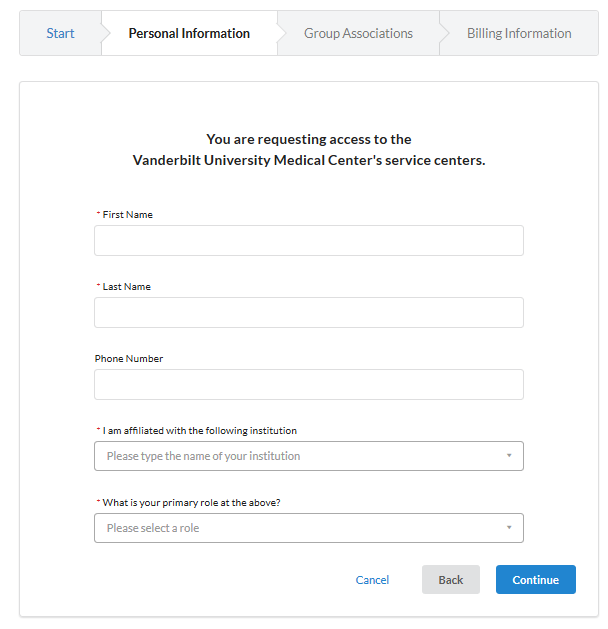 Start
Personal Information
Group Associations
Billing Information
You are requesting access to the
Vanderbilt University Medical Center's service centers.
* First Name
* Last Name
Phone Number
* I am affiliated with the following institution
Please type the name of your institution
* What is your primary role at the above?
Please select a role
Cancel
Back
Continue